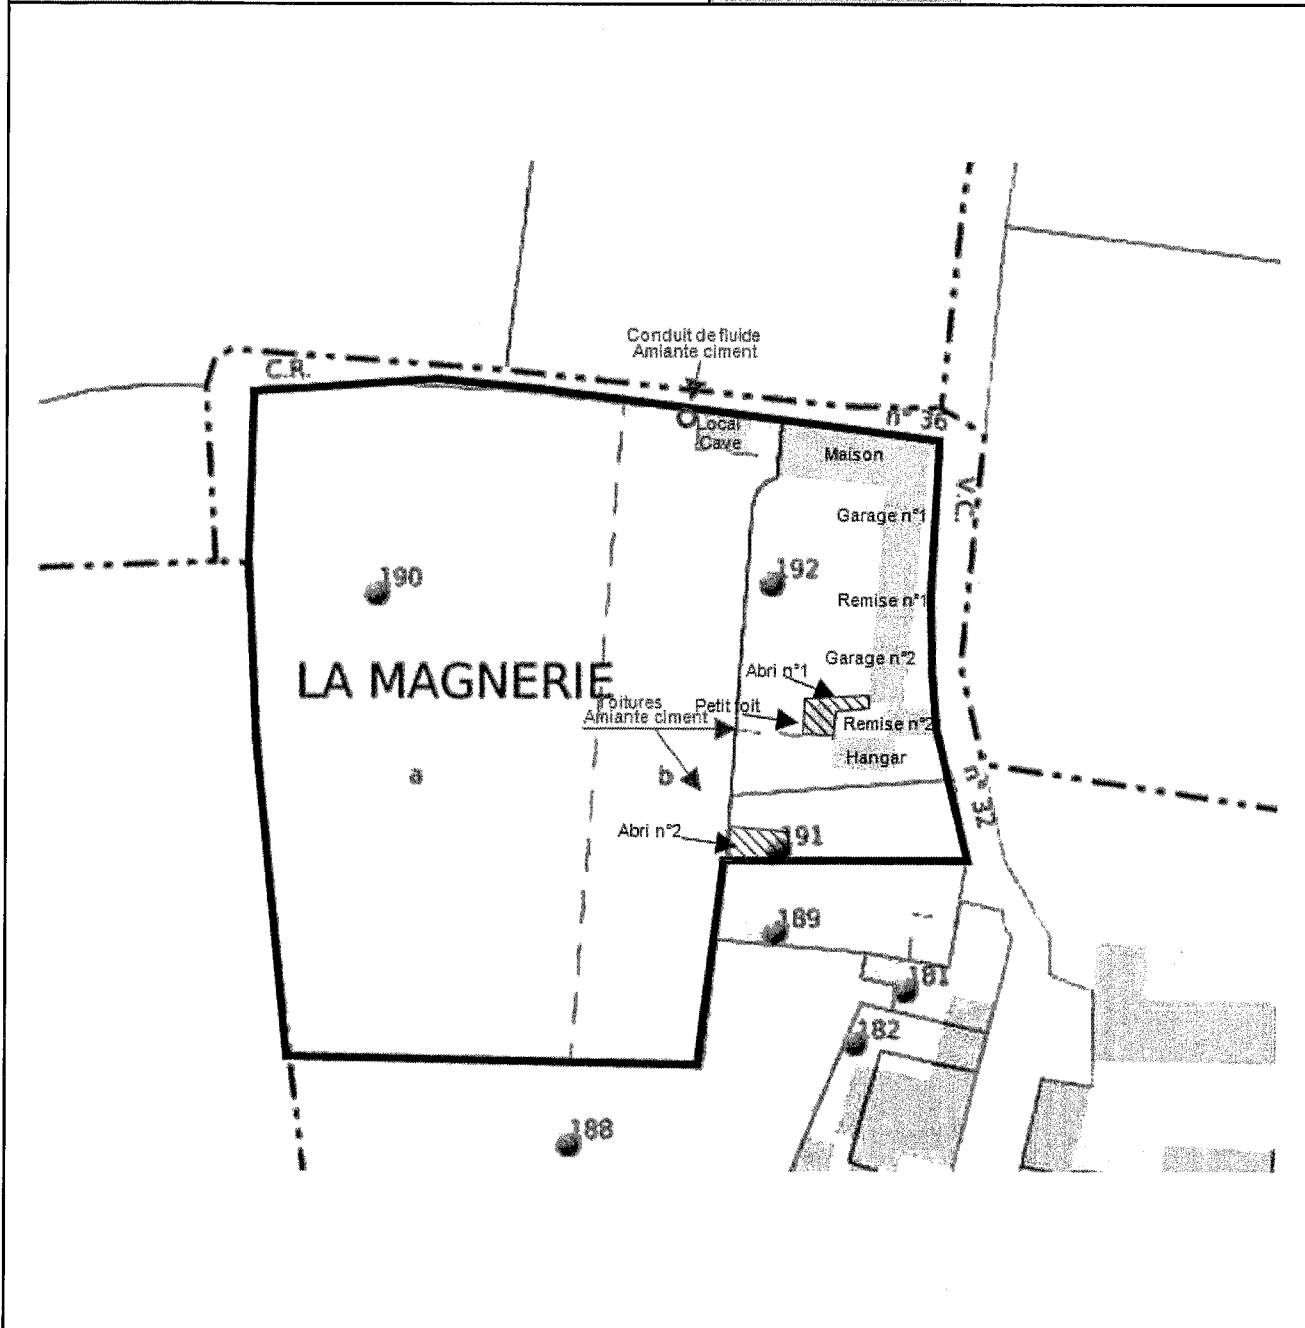 Conduit de fluide
Amiante ciment
C.R.
n° 36
Local
Cave
Maison
V.C.
Garage n°1
190
192
Remise n°1
LA MAGNERIE
Garage n°2
Abri n°1
Toitures
Amiante ciment
Petit toit
Remise n°2
Hangar
a
b
n° 32
Abri n°2
191
189
181
182
188